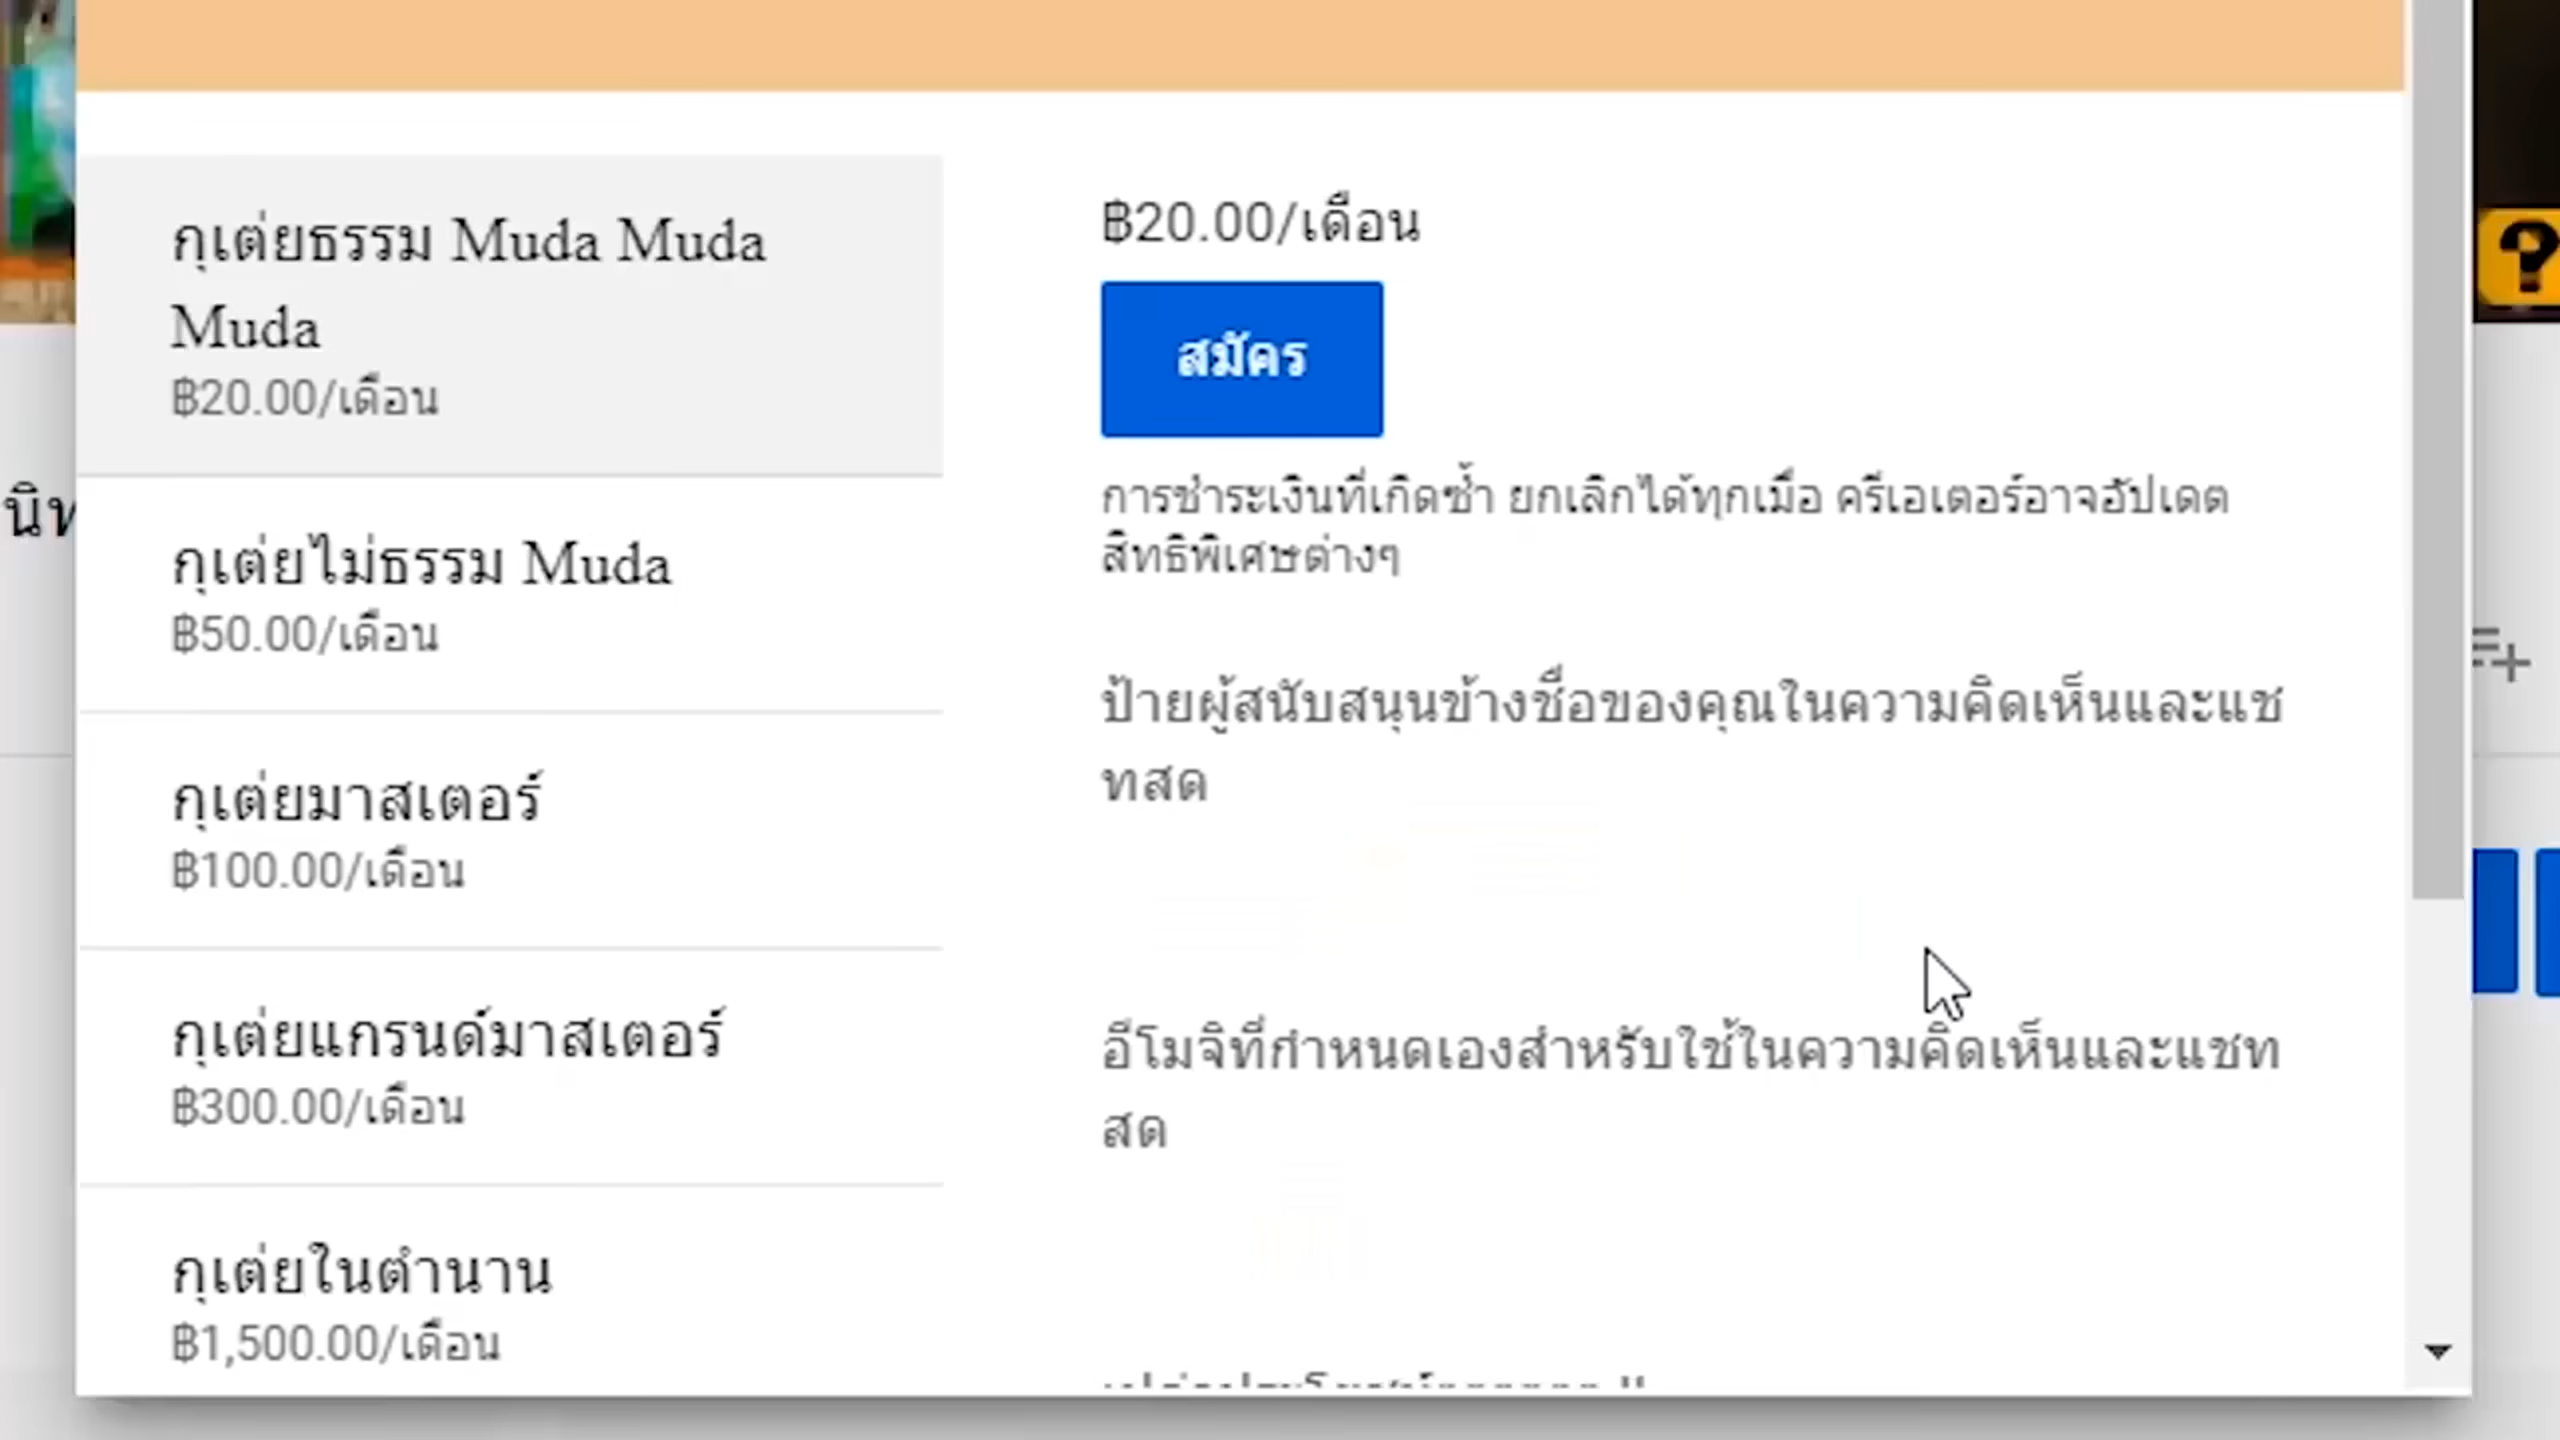 กุเต่ยธรรม Muda Muda
Muda
฿20.00/เดือน
กุเต่ยไม่ธรรม Muda
฿50.00/เดือน
กุเต่ยมาสเตอร์
฿100.00/เดือน
กุเต่ยแกรนด์มาสเตอร์
฿300.00/เดือน
กุเต่ยในตำนาน
฿1,500.00/เดือน
฿20.00/เดือน
สมัคร
การชำระเงินที่เกิดซ้ำ ยกเลิกได้ทุกเมื่อ ครีเอเตอร์อาจอัปเดต
สิทธิพิเศษต่างๆ
ป้ายผู้สนับสนุนข้างชื่อของคุณในความคิดเห็นและแช
ทสด
อีโมจิที่กำหนดเองสำหรับใช้ในความคิดเห็นและแชท
สด
?